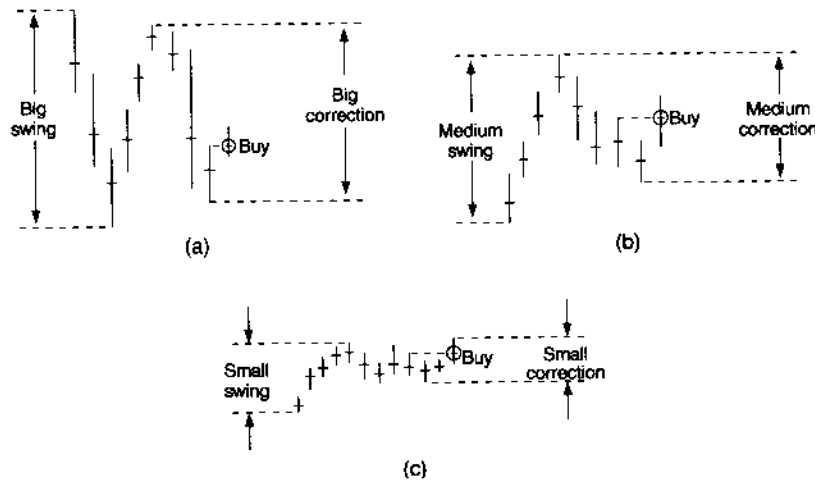 Big
swing
Buy
Big
correction
(a)
Medium
swing
Buy
Medium
correction
(b)
Small
swing
Buy
Small
correction
(c)